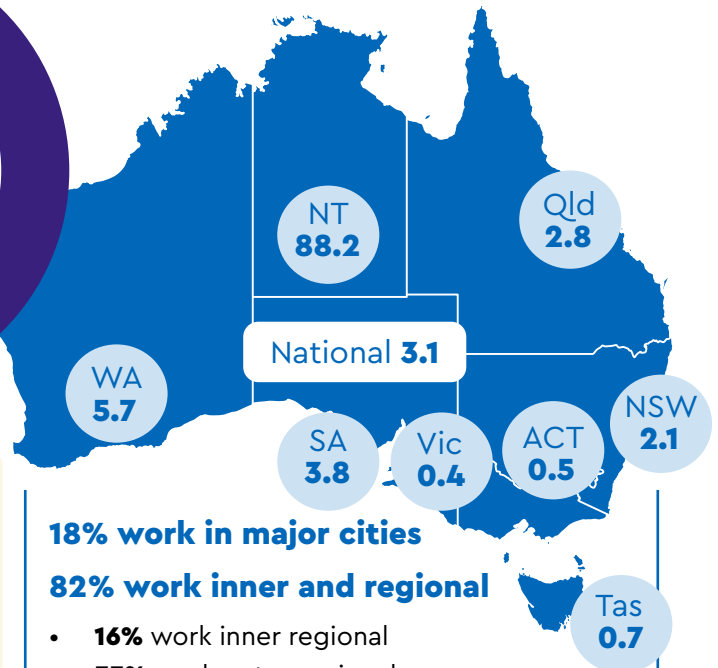 NT
88.2
Qld
2.8
National 3.1
WA
5.7
SA
3.8
Vic
0.4
ACT
0.5
NSW
2.1
18% work in major cities
82% work inner and regional
Tas
0.7
• 16% work inner regional